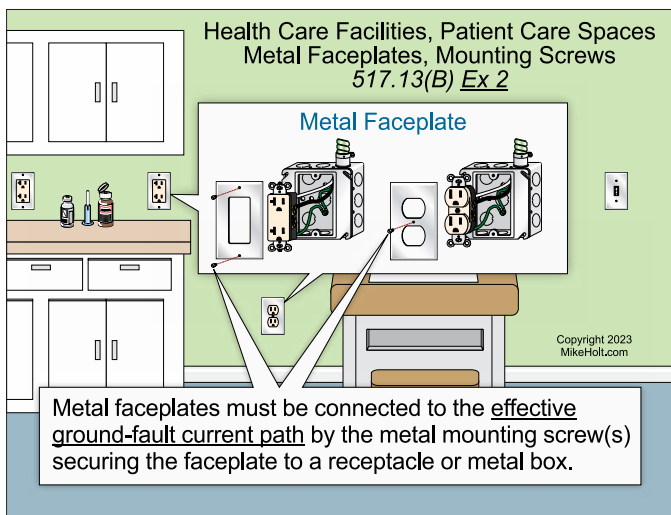 Health Care Facilities, Patient Care Spaces
Metal Faceplates, Mounting Screws
517.13(B) Ex 2
Metal Faceplate
Copyright 2023
MikeHolt.com
Metal faceplates must be connected to the effective
ground-fault current path by the metal mounting screw(s)
securing the faceplate to a receptacle or metal box.